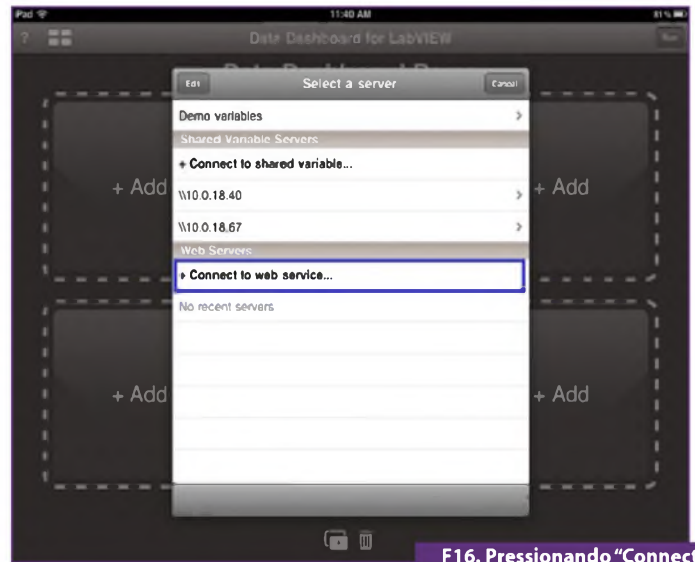 iPad 11:40 AM 81%
? Data Dashboard for LabVIEW
Edit Select a server Cancel
Demo variables
Shared Variable Servers
+ Connect to shared variable...
\\10.0.18.40
\\10.0.18.67
Web Servers
+ Connect to web service...
No recent servers
+ Add
+ Add
+ Add
+ Add
F16. Pressionando "Connect